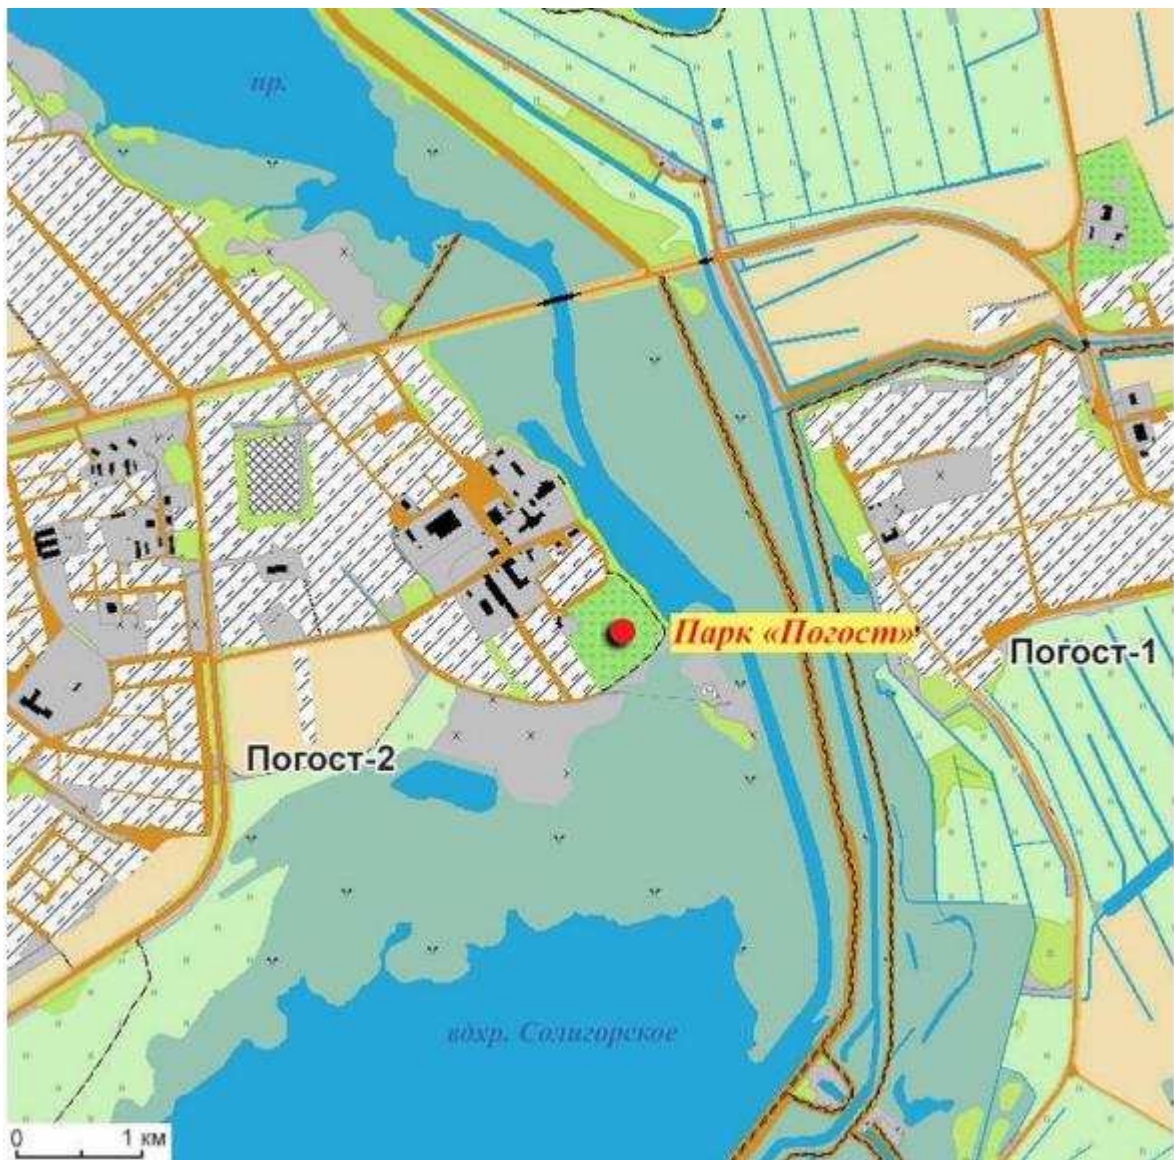 пр.
Парк «Погост»
Погост-1
Погост-2
вдхр. Солигорское
0 1 км